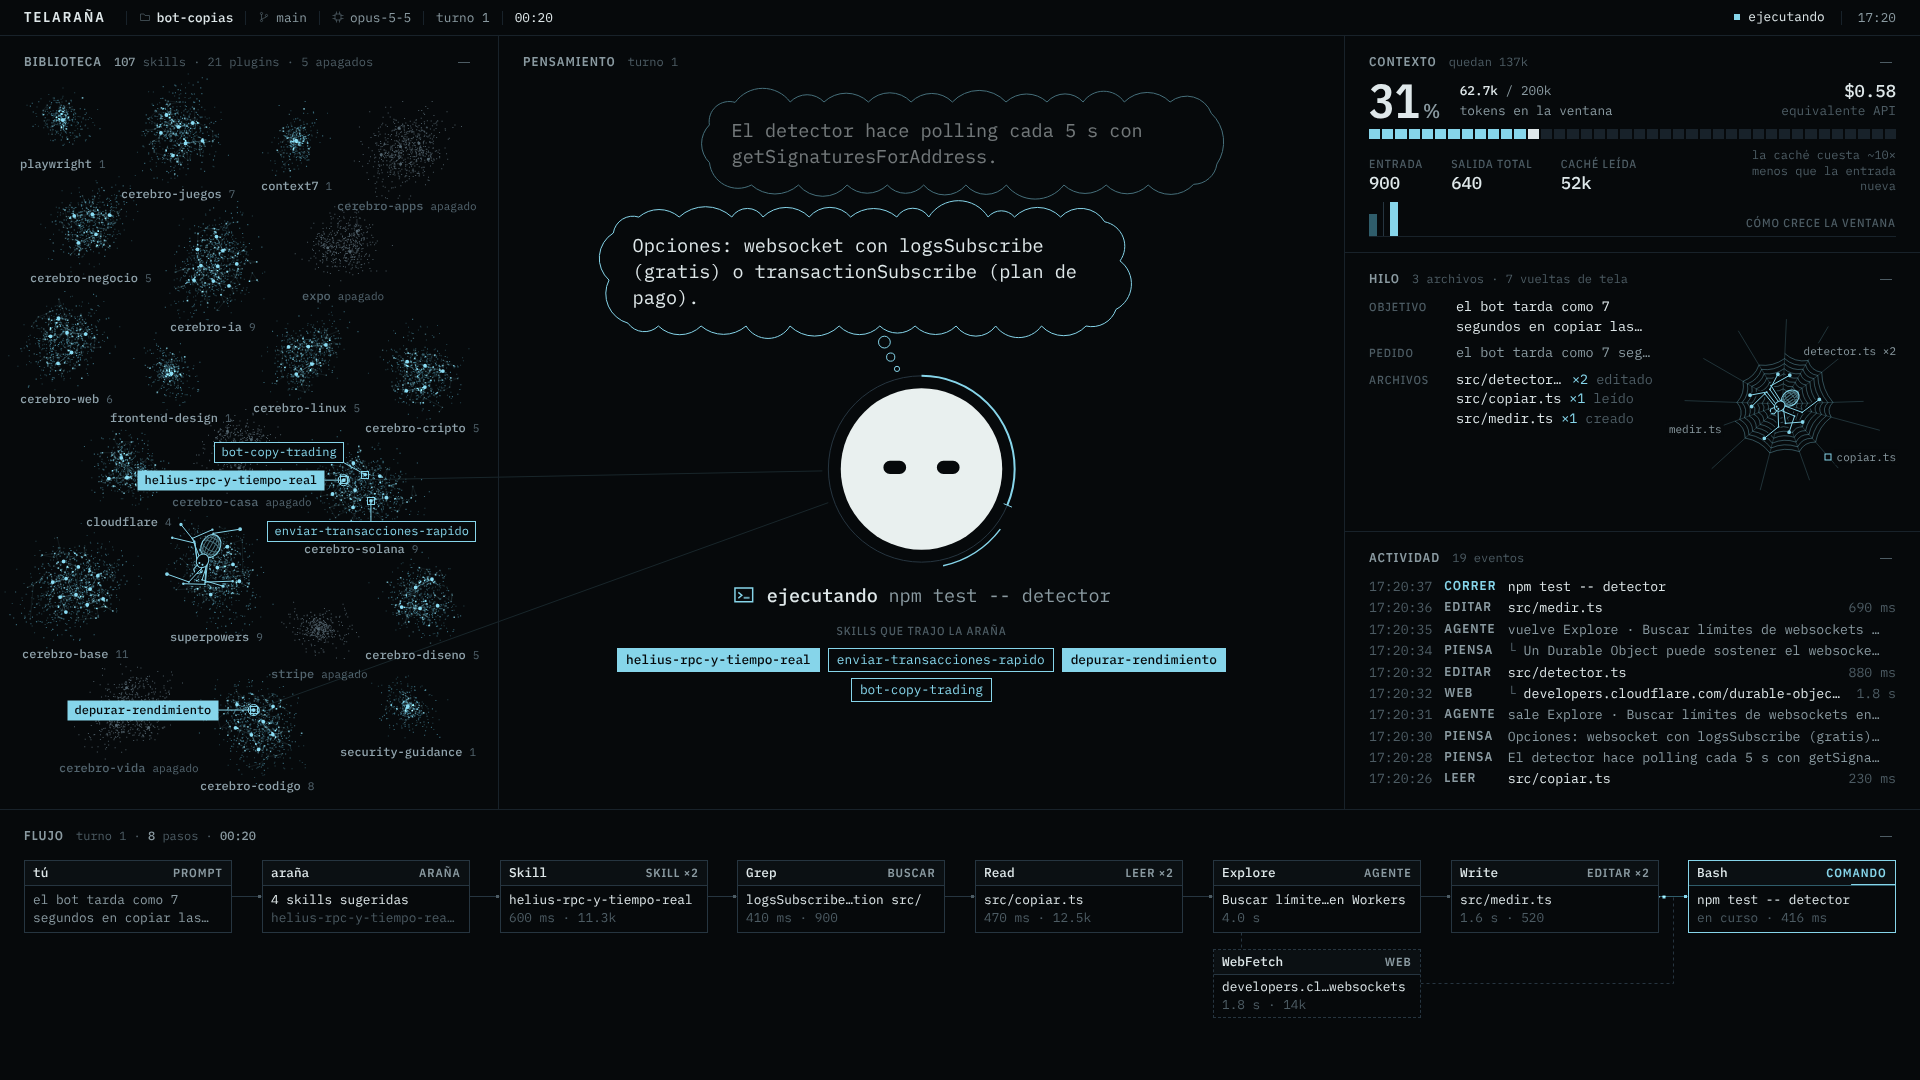 TELARAÑA
bot-copias
main
opus-5-5
turno 1
00:20
ejecutando
17:20
BIBLIOTECA 107 skills · 21 plugins · 5 apagados
playwright 1
cerebro-juegos 7
context7 1
cerebro-apps apagado
cerebro-negocio 5
expo apagado
cerebro-ia 9
cerebro-web 6
frontend-design 1
cerebro-linux 5
cerebro-cripto 5
bot-copy-trading
helius-rpc-y-tiempo-real
cerebro-casa apagado
cloudflare 4
enviar-transacciones-rapido
cerebro-solana 9
superpowers 9
cerebro-base 11
cerebro-diseno 5
stripe apagado
depurar-rendimiento
security-guidance 1
cerebro-vida apagado
cerebro-codigo 8
PENSAMIENTO turno 1
El detector hace polling cada 5 s con
getSignaturesForAddress.
Opciones: websocket con logsSubscribe
(gratis) o transactionSubscribe (plan de
pago).
ejecutando npm test -- detector
SKILLS QUE TRAJO LA ARAÑA
helius-rpc-y-tiempo-real
enviar-transacciones-rapido
depurar-rendimiento
bot-copy-trading
CONTEXTO quedan 137k
31%
62.7k / 200k
tokens en la ventana
$0.58
equivalente API
ENTRADA
900
SALIDA TOTAL
640
CACHÉ LEÍDA
52k
la caché cuesta ~10×
menos que la entrada
nueva
CÓMO CRECE LA VENTANA
HILO 3 archivos · 7 vueltas de tela
OBJETIVO
el bot tarda como 7
segundos en copiar las…
PEDIDO
el bot tarda como 7 seg…
ARCHIVOS
src/detector… ×2 editado
src/copiar.ts ×1 leído
src/medir.ts ×1 creado
detector.ts ×2
medir.ts
copiar.ts
ACTIVIDAD 19 eventos
17:20:37 CORRER npm test -- detector
17:20:36 EDITAR src/medir.ts 690 ms
17:20:35 AGENTE vuelve Explore · Buscar límites de websockets …
17:20:34 PIENSA └ Un Durable Object puede sostener el websocke…
17:20:32 EDITAR src/detector.ts 880 ms
17:20:32 WEB └ developers.cloudflare.com/durable-objec… 1.8 s
17:20:31 AGENTE sale Explore · Buscar límites de websockets en…
17:20:30 PIENSA Opciones: websocket con logsSubscribe (gratis)…
17:20:28 PIENSA El detector hace polling cada 5 s con getSigna…
17:20:26 LEER src/copiar.ts 230 ms
FLUJO turno 1 · 8 pasos · 00:20
tú PROMPT
el bot tarda como 7
segundos en copiar las…
araña ARAÑA
4 skills sugeridas
helius-rpc-y-tiempo-rea…
Skill SKILL ×2
helius-rpc-y-tiempo-real
600 ms · 11.3k
Grep BUSCAR
logsSubscribe…tion src/
410 ms · 900
Read LEER ×2
src/copiar.ts
470 ms · 12.5k
Explore AGENTE
Buscar límite…en Workers
4.0 s
Write EDITAR ×2
src/medir.ts
1.6 s · 520
Bash COMANDO
npm test -- detector
en curso · 416 ms
WebFetch WEB
developers.cl…websockets
1.8 s · 14k